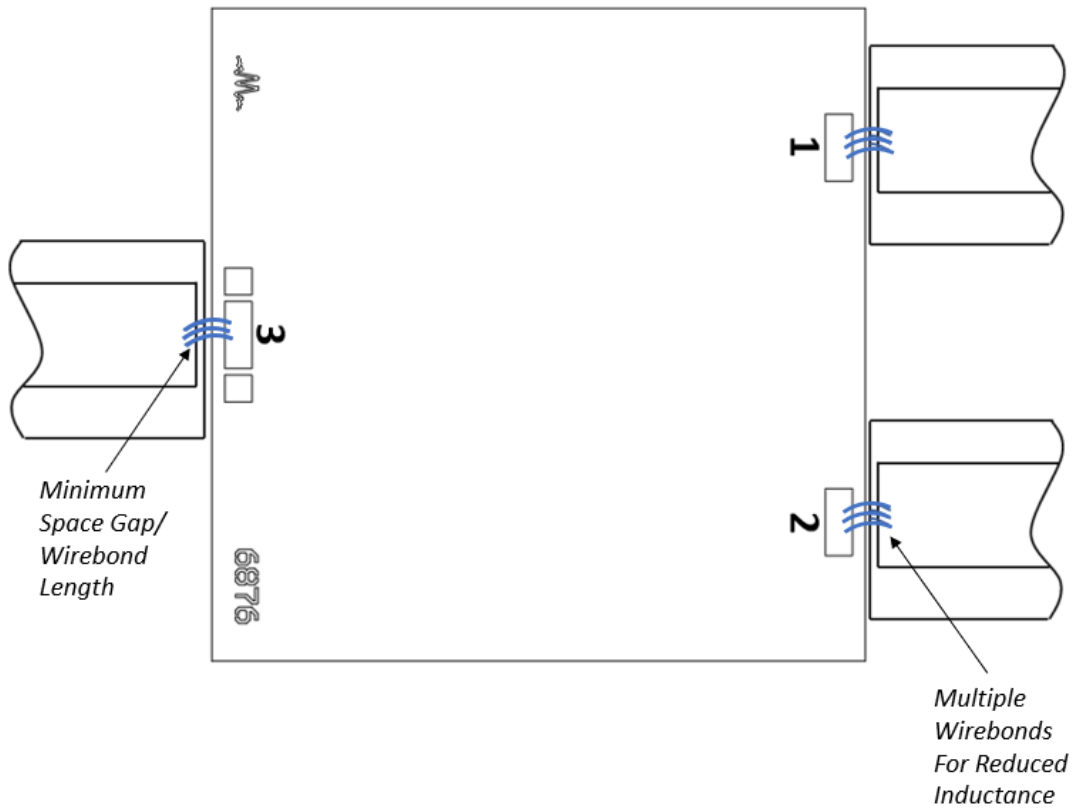 1
3
2
Minimum
Space Gap/
Wirebond
Length
6876
Multiple
Wirebonds
For Reduced
Inductance